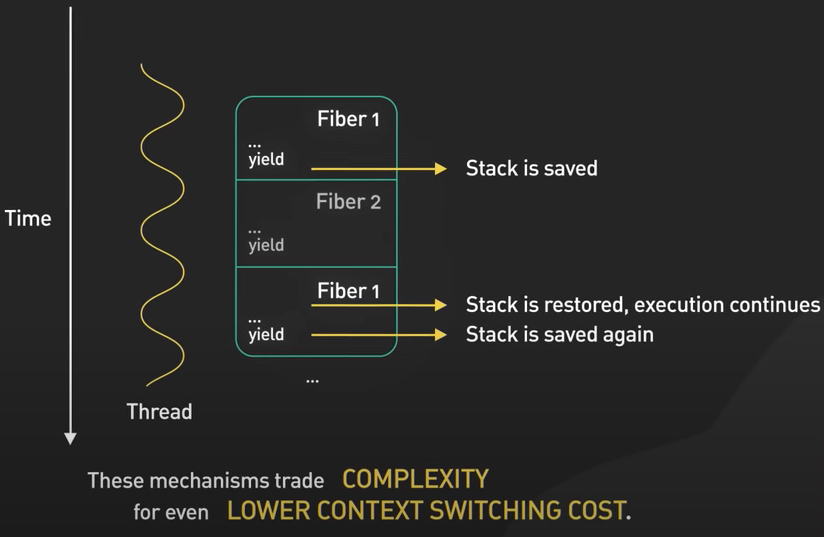 Fiber 1
...
yield
Stack is saved
Fiber 2
Time
...
yield
Fiber 1
Stack is restored, execution continues
...
yield
Stack is saved again
...
Thread
These mechanisms trade COMPLEXITY
for even LOWER CONTEXT SWITCHING COST.